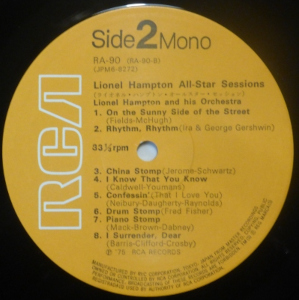 Side 2 Mono
RA-90 (RA-90-B)
(JPM8-0277)
RCA
Lionel Hampton All-Star Sessions
Lionel Hampton and his Orchestra
1. On the Sunny Side of the Street
(Fields-McHugh)
2. Rhythm, Rhythm (Ira & George Gershwin)
33⅓rpm
3. China Stomp (Jerome-Schwartz)
4. I Know That You Know
(Caldwell-Youmans)
5. Confessin' (That I Love You)
(Neiburg-Daugherty-Reynolds)
6. Drum Stomp (Fred Fisher)
7. Piano Stomp
(Mack-Brown-Dabney)
8. I Surrender, Dear
(Barris-Clifford-Crosby)
RCA RECORDS